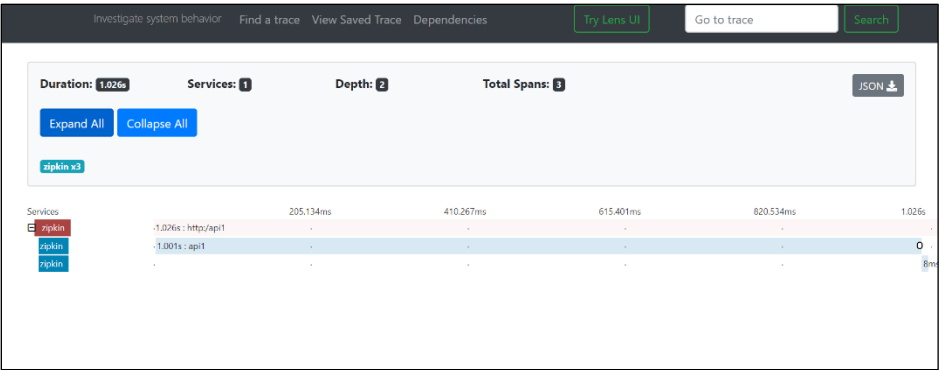 Investigate system behavior Find a trace View Saved Trace Dependencies Try Lens UI Go to trace Search
Duration: 1.026s Services: 1 Depth: 2 Total Spans: 3 JSON
Expand All Collapse All
zipkin x3
Services 205.134ms 410.267ms 615.401ms 820.534ms 1.026s
zipkin 1.026s : http:/api1
zipkin 1.001s : api1
zipkin 8ms